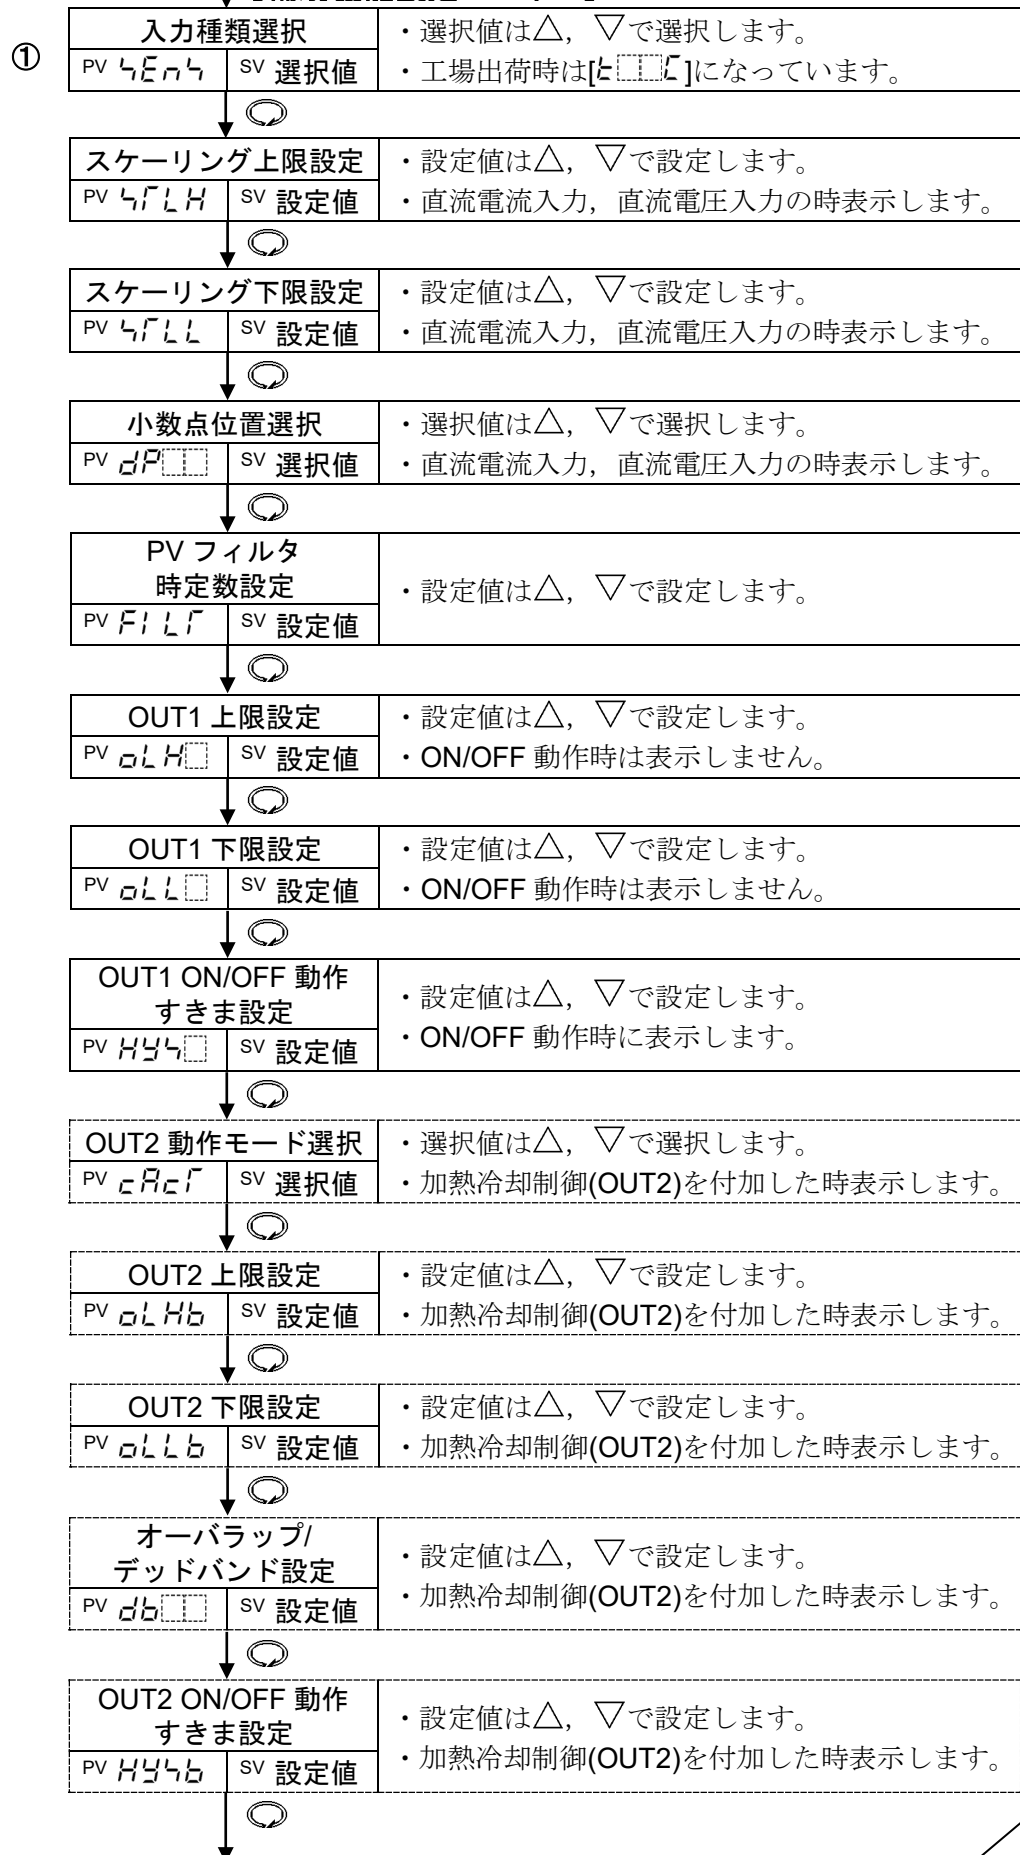 ①
入力種類選択
PV SEnS SV 選択値
・選択値は△，▽で選択します。
・工場出荷時は[E□□C]になっています。
スケーリング上限設定
PV SFLH SV 設定値
・設定値は△，▽で設定します。
・直流電流入力，直流電圧入力の時表示します。
スケーリング下限設定
PV SFLL SV 設定値
・設定値は△，▽で設定します。
・直流電流入力，直流電圧入力の時表示します。
小数点位置選択
PV dP□□ SV 選択値
・選択値は△，▽で選択します。
・直流電流入力，直流電圧入力の時表示します。
PV フィルタ
時定数設定
PV FILT SV 設定値
・設定値は△，▽で設定します。
OUT1 上限設定
PV oLH□ SV 設定値
・設定値は△，▽で設定します。
・ON/OFF 動作時は表示しません。
OUT1 下限設定
PV oLL□ SV 設定値
・設定値は△，▽で設定します。
・ON/OFF 動作時は表示しません。
OUT1 ON/OFF 動作
すきま設定
PV HYS□ SV 設定値
・設定値は△，▽で設定します。
・ON/OFF 動作時に表示します。
OUT2 動作モード選択
PV cAcT SV 選択値
・選択値は△，▽で選択します。
・加熱冷却制御(OUT2)を付加した時表示します。
OUT2 上限設定
PV oLHb SV 設定値
・設定値は△，▽で設定します。
・加熱冷却制御(OUT2)を付加した時表示します。
OUT2 下限設定
PV oLLb SV 設定値
・設定値は△，▽で設定します。
・加熱冷却制御(OUT2)を付加した時表示します。
オーバラップ/
デッドバンド設定
PV db□□ SV 設定値
・設定値は△，▽で設定します。
・加熱冷却制御(OUT2)を付加した時表示します。
OUT2 ON/OFF 動作
すきま設定
PV HYSb SV 設定値
・設定値は△，▽で設定します。
・加熱冷却制御(OUT2)を付加した時表示します。